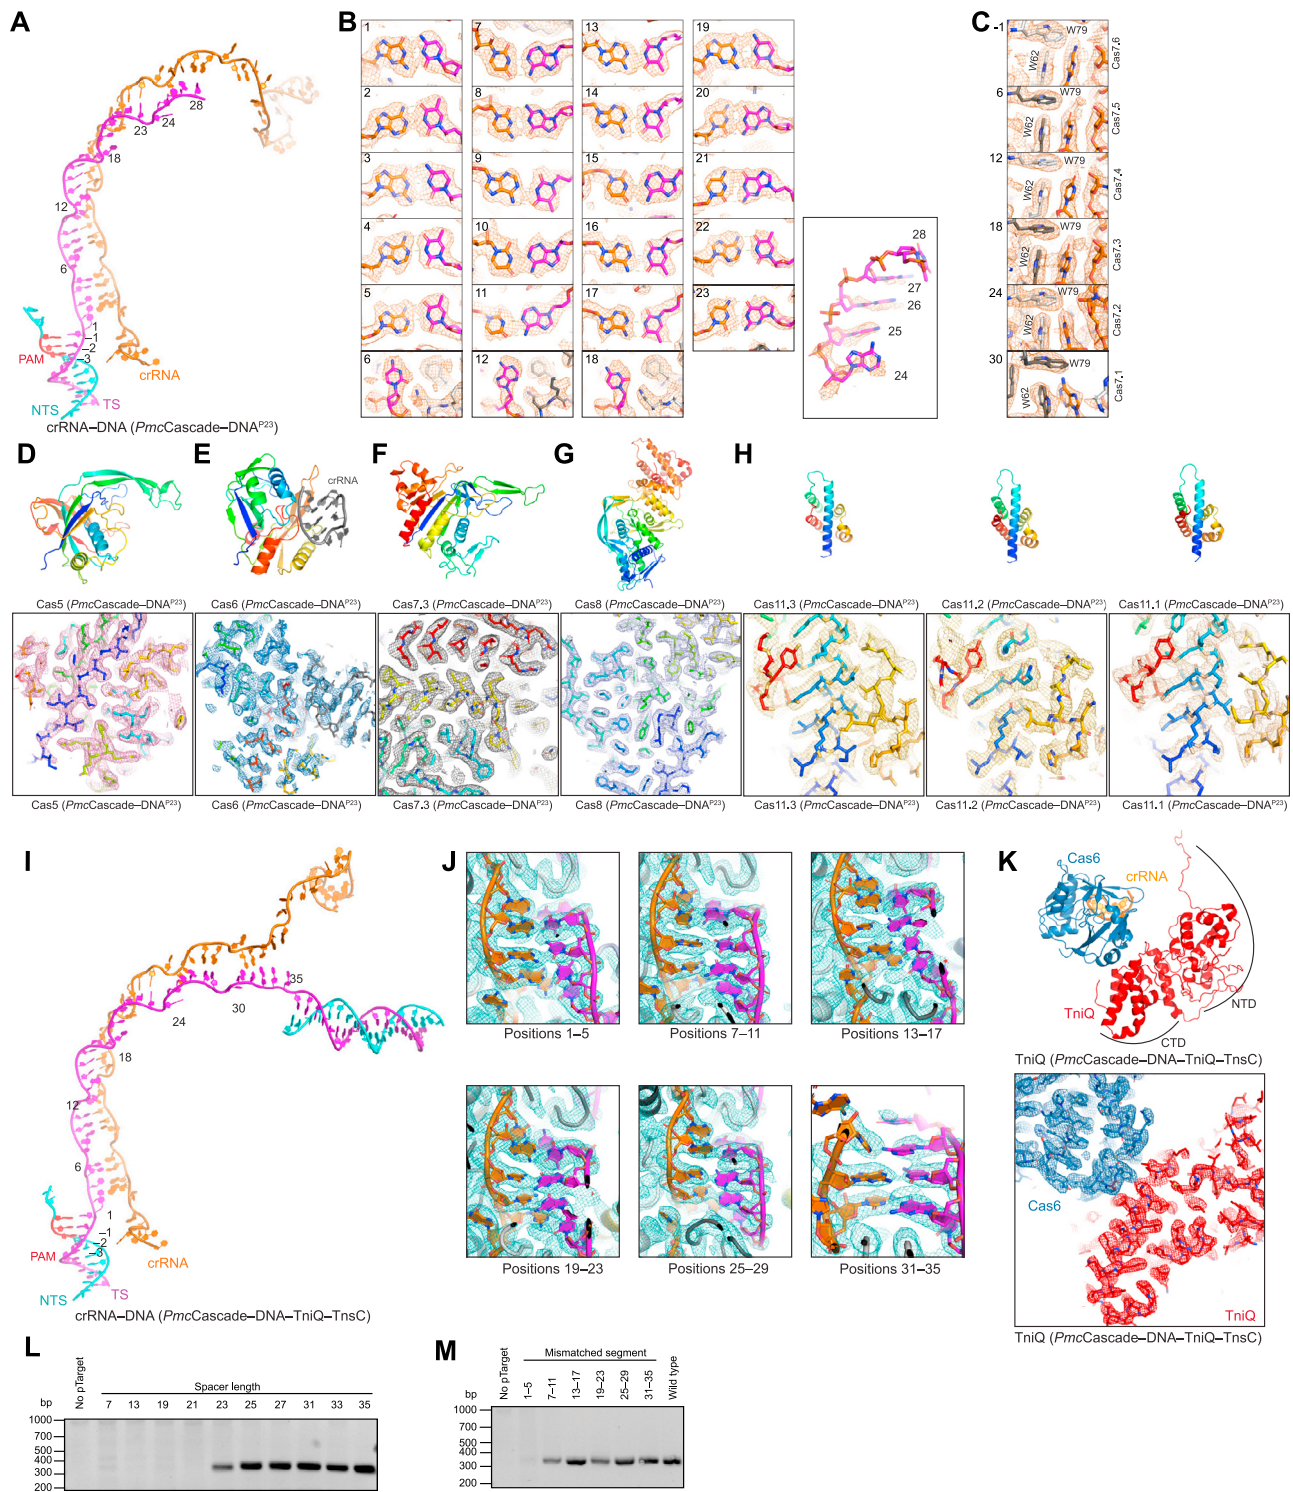 A
28
23
24
18
12
6
1
–1
–2
–3
PAM
crRNA
NTS
TS
crRNA–DNA (PmcCascade–DNAP23)
B
1
7
13
19
2
8
14
20
3
9
15
21
4
10
16
22
5
11
17
23
6
12
18
28
27
26
25
24
C
-1
W79
W62
Cas7.6
6
W79
W62
Cas7.5
12
W79
W62
Cas7.4
18
W79
W62
Cas7.3
24
W79
W62
Cas7.2
30
W79
W62
Cas7.1
D
E
crRNA
F
G
H
Cas5 (PmcCascade–DNAP23)
Cas6 (PmcCascade–DNAP23)
Cas7.3 (PmcCascade–DNAP23)
Cas8 (PmcCascade–DNAP23)
Cas11.3 (PmcCascade–DNAP23)
Cas11.2 (PmcCascade–DNAP23)
Cas11.1 (PmcCascade–DNAP23)
Cas5 (PmcCascade–DNAP23)
Cas6 (PmcCascade–DNAP23)
Cas7.3 (PmcCascade–DNAP23)
Cas8 (PmcCascade–DNAP23)
Cas11.3 (PmcCascade–DNAP23)
Cas11.2 (PmcCascade–DNAP23)
Cas11.1 (PmcCascade–DNAP23)
I
35
30
24
18
12
6
1
–1
–2
–3
PAM
crRNA
NTS
TS
crRNA–DNA (PmcCascade–DNA–TniQ–TnsC)
J
Positions 1–5
Positions 7–11
Positions 13–17
Positions 19–23
Positions 25–29
Positions 31–35
K
Cas6
crRNA
TniQ
NTD
CTD
TniQ (PmcCascade–DNA–TniQ–TnsC)
Cas6
TniQ
TniQ (PmcCascade–DNA–TniQ–TnsC)
L
No pTarget
Spacer length
bp
7 13 19 21 23 25 27 31 33 35
1000
700
500
400
300
200
M
No pTarget
Mismatched segment
1–5
7–11
13–17
19–23
25–29
31–35
Wild type
bp
1000
700
500
400
300
200